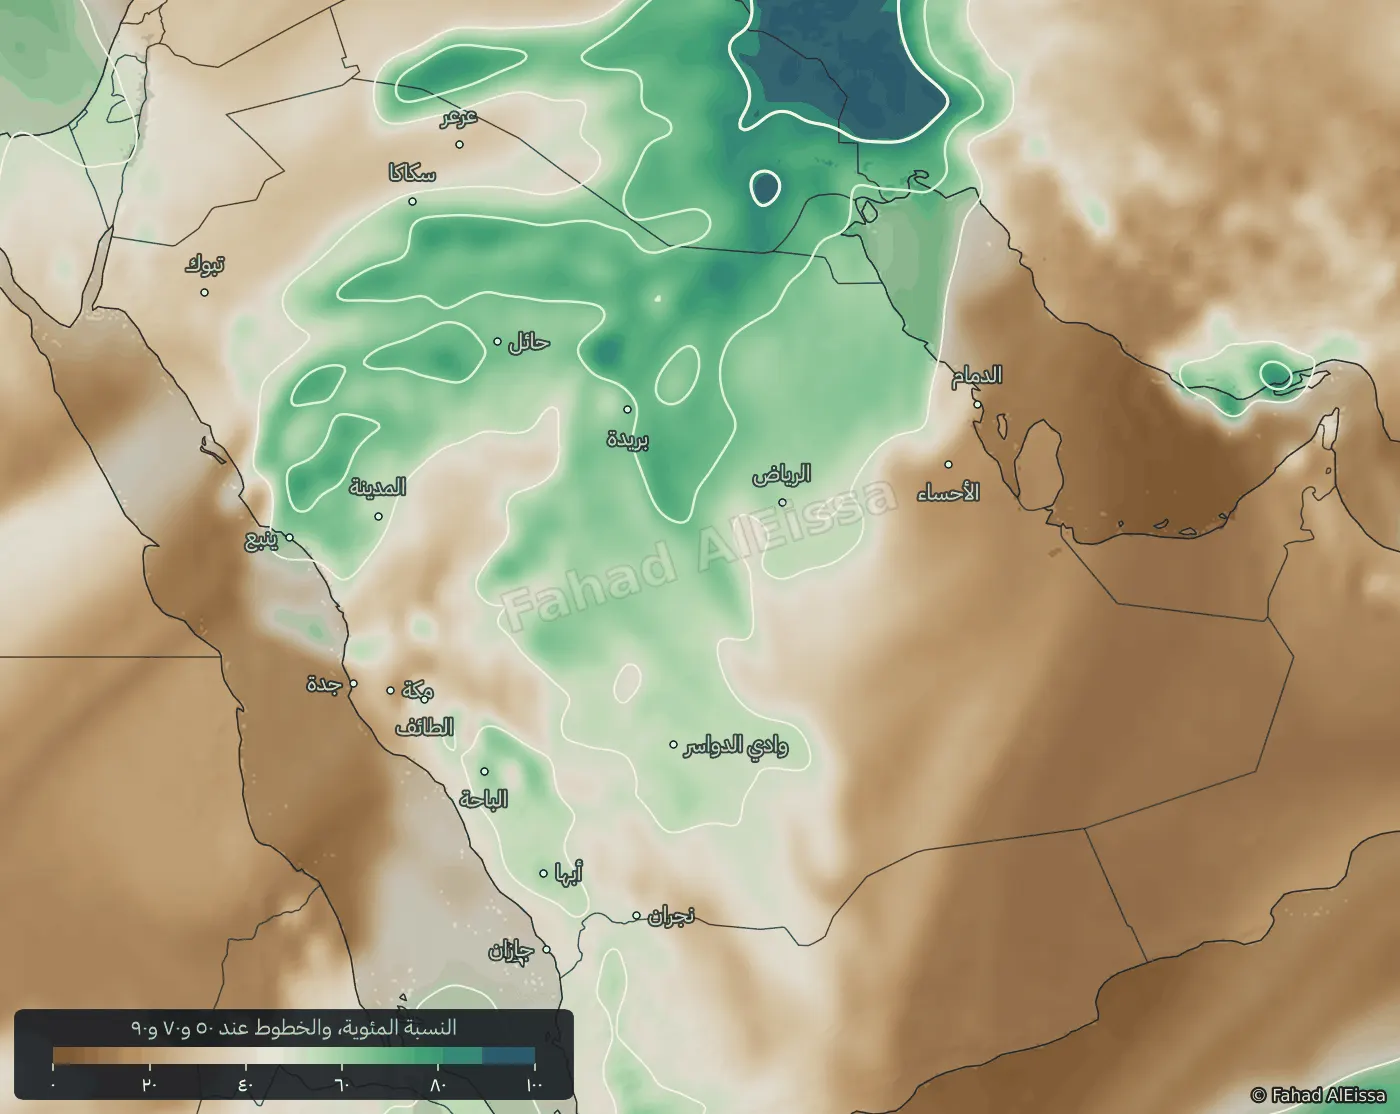 عرعر
سكاكا
تبوك
حائل
الدمام
بريدة
الرياض
المدينة
الأحساء
ينبع
Fahad AlEissa
جدة
مكة
الطائف
وادي الدواسر
الباحة
أبها
نجران
جازان
النسبة المئوية، والخطوط عند ٥٠ و٧٠ و٩٠
٠ ٢٠ ٤٠ ٦٠ ٨٠ ١٠٠
© Fahad AlEissa